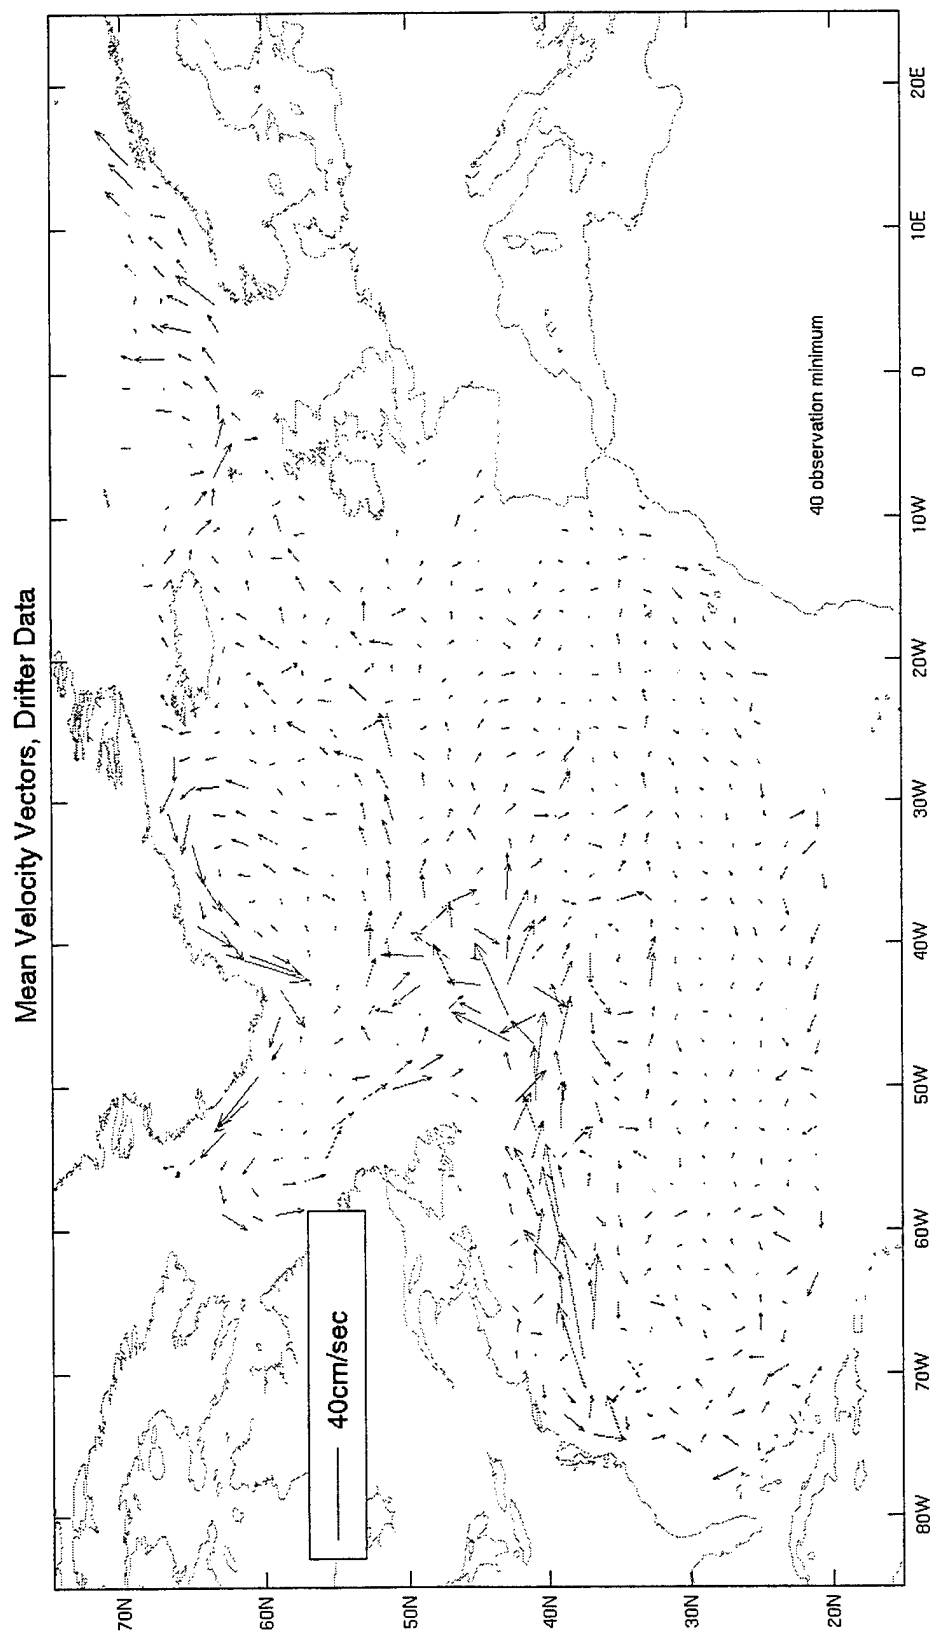 Mean Velocity Vectors, Drifter Data
70N
60N
50N
40N
30N
20N
40cm/sec
40 observation minimum
80W
70W
60W
50W
40W
30W
20W
10W
0
10E
20E